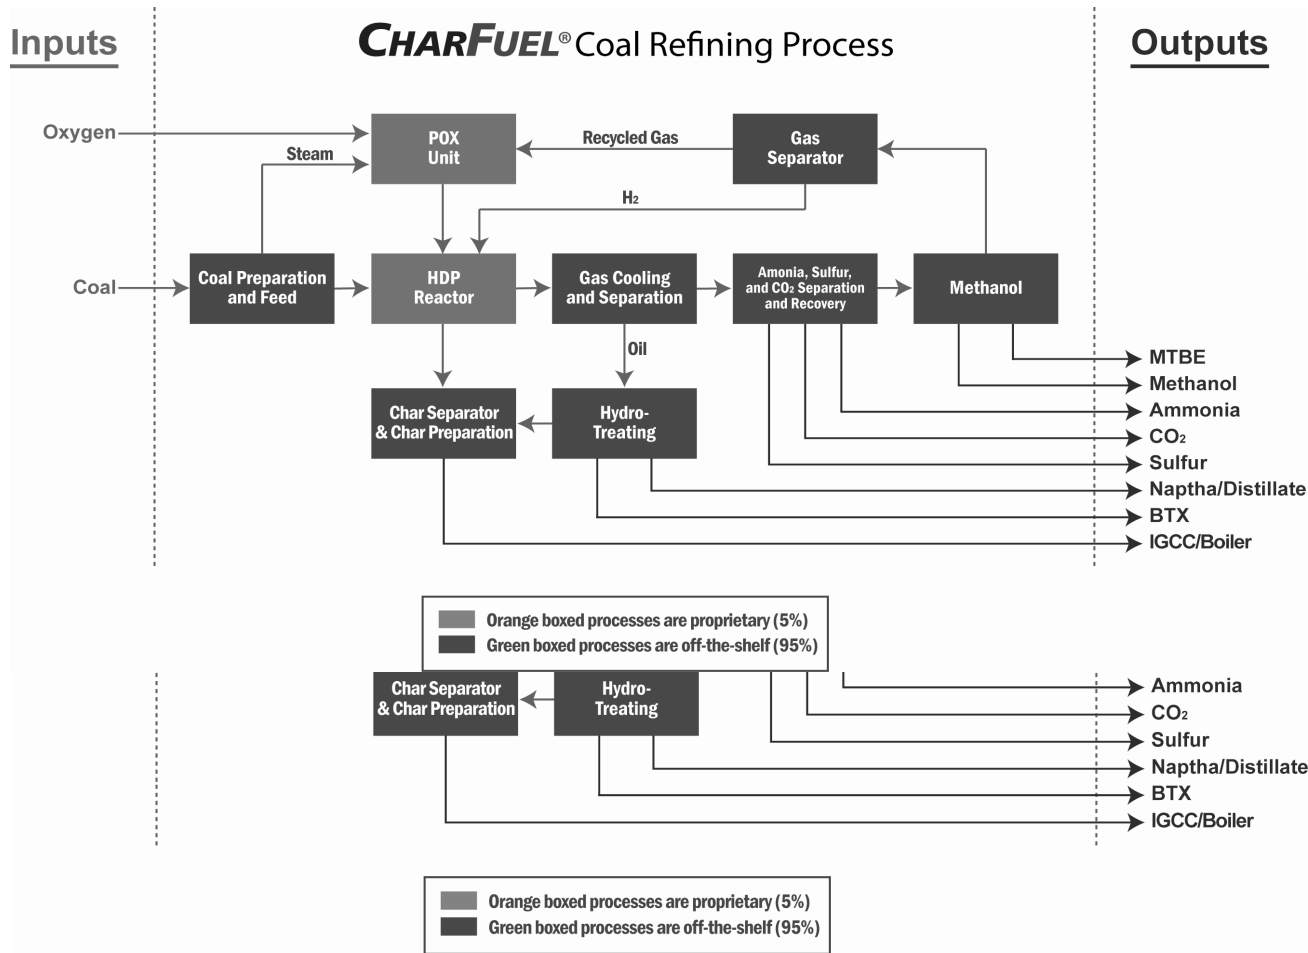 Inputs
CHARFUEL® Coal Refining Process
Outputs
Oxygen
Steam
POX
Unit
Recycled Gas
Gas
Separator
H₂
Coal
Coal Preparation
and Feed
HDP
Reactor
Gas Cooling
and Separation
Amonia, Sulfur,
and CO₂ Separation
and Recovery
Methanol
Oil
Char Separator
& Char Preparation
Hydro-
Treating
MTBE
Methanol
Ammonia
CO₂
Sulfur
Naptha/Distillate
BTX
IGCC/Boiler
Orange boxed processes are proprietary (5%)
Green boxed processes are off-the-shelf (95%)
Char Separator
& Char Preparation
Hydro-
Treating
Ammonia
CO₂
Sulfur
Naptha/Distillate
BTX
IGCC/Boiler
Orange boxed processes are proprietary (5%)
Green boxed processes are off-the-shelf (95%)